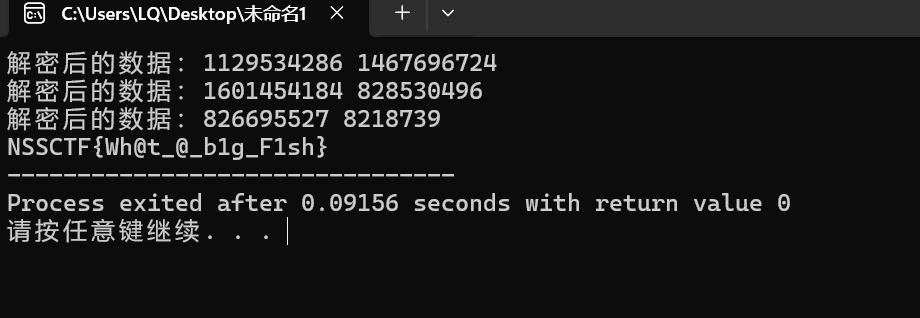 C:\Users\LQ\Desktop\未命名1
解密后的数据: 1129534286 1467696724
解密后的数据: 1601454184 828530496
解密后的数据: 826695527 8218739
NSSCTF{Wh@t_@_b1g_F1sh}
--------------------------------
Process exited after 0.09156 seconds with return value 0
请按任意键继续. . .